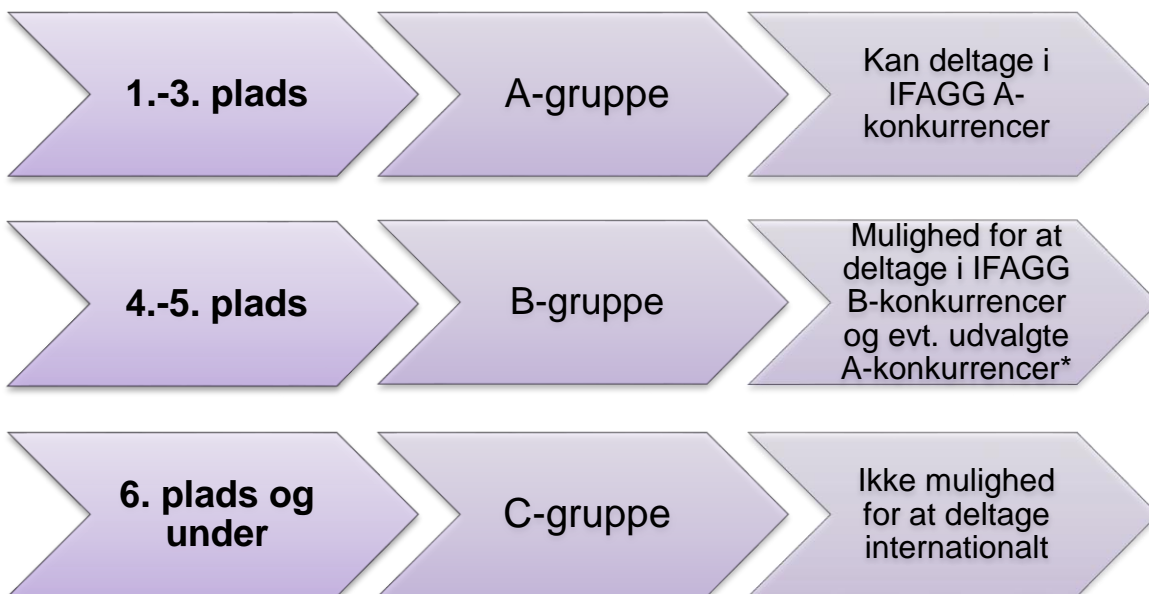 1.-3. plads
A-gruppe
Kan deltage i
IFAGG A-
konkurrencer
4.-5. plads
B-gruppe
Mulighed for at
deltage i IFAGG
B-konkurrencer
og evt. udvalgte
A-konkurrencer*
6. plads og
under
C-gruppe
Ikke mulighed
for at deltage
internationalt